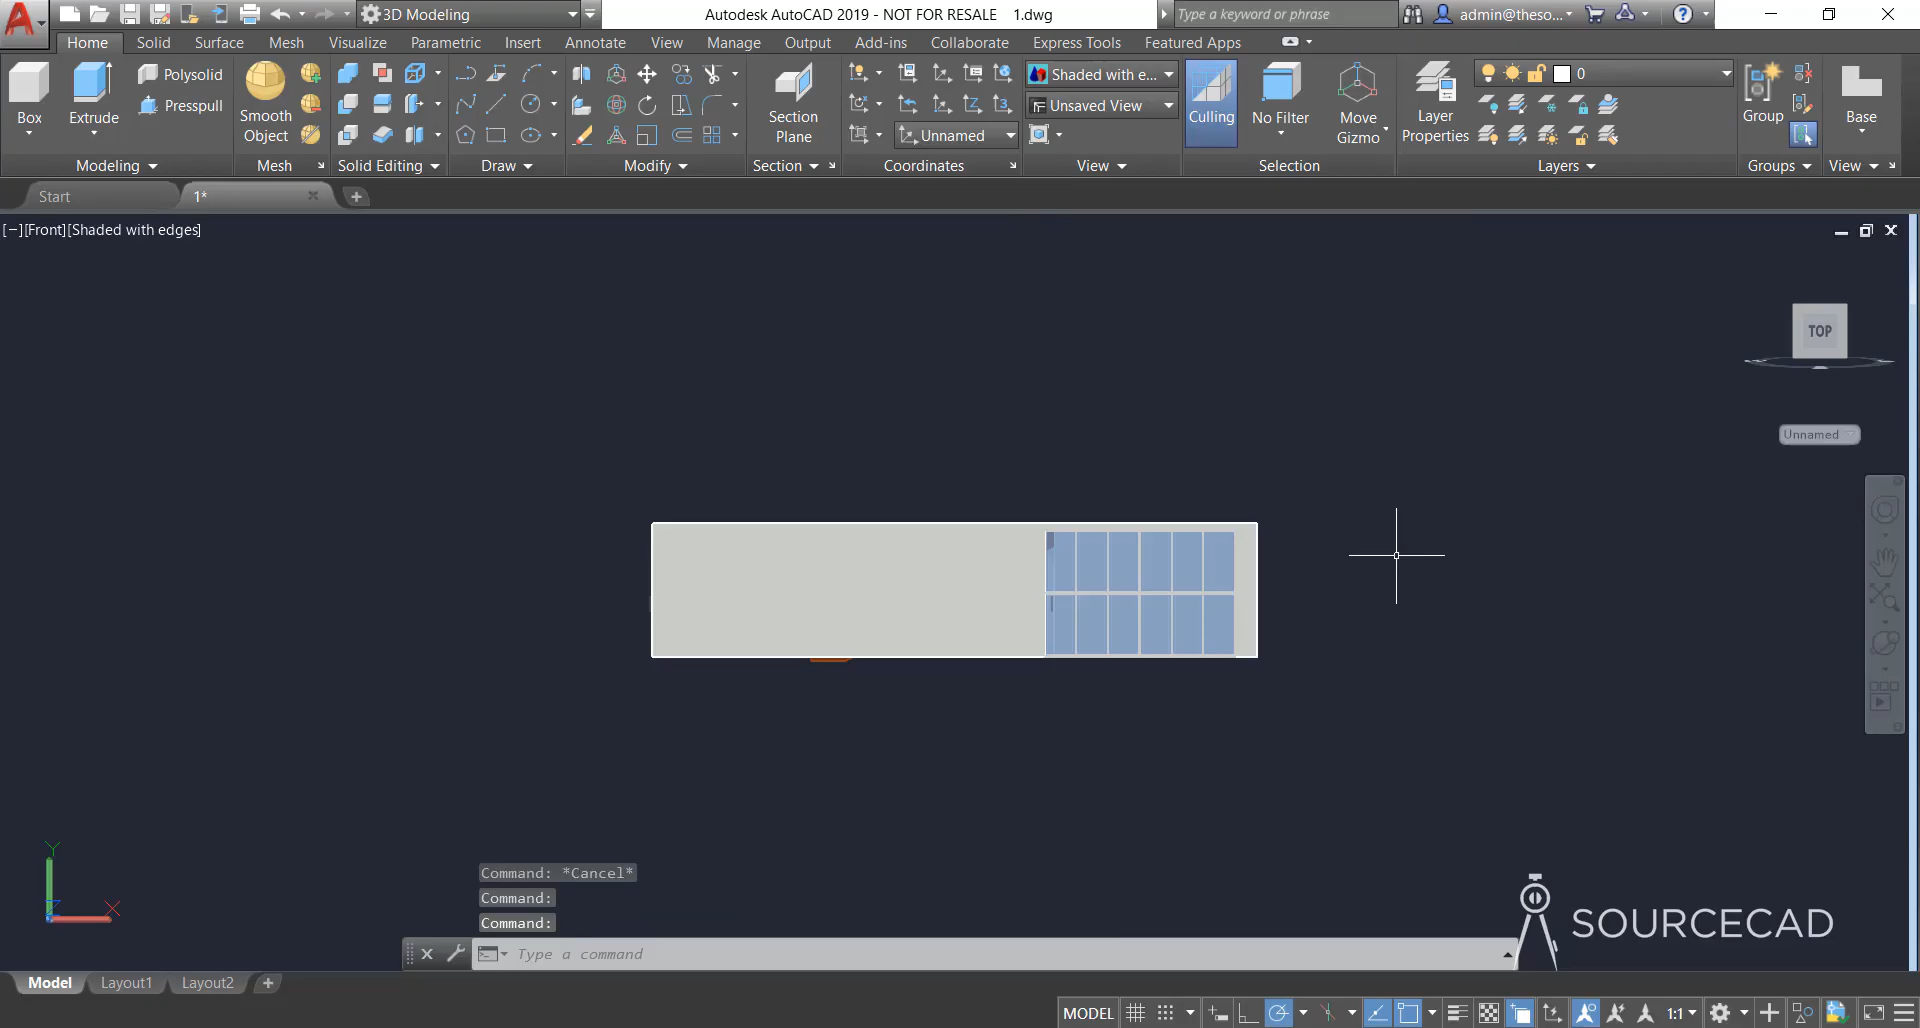 3D Modeling
Autodesk AutoCAD 2019 - NOT FOR RESALE 1.dwg
Type a keyword or phrase
admin@theso...
Home Solid Surface Mesh Visualize Parametric Insert Annotate View Manage Output Add-ins Collaborate Express Tools Featured Apps
Box
Extrude
Polysolid
Presspull
Smooth
Object
Section
Plane
Unnamed
Shaded with e...
Unsaved View
Culling
No Filter
Move
Gizmo
Layer
Properties
0
Group
Base
Modeling Mesh Solid Editing Draw Modify Section Coordinates View Selection Layers Groups View
Start 1*
[−][Front][Shaded with edges]
TOP
Unnamed
Y
X
Command: *Cancel*
Command:
Command:
Type a command
SOURCECAD
Model Layout1 Layout2
MODEL 1:1